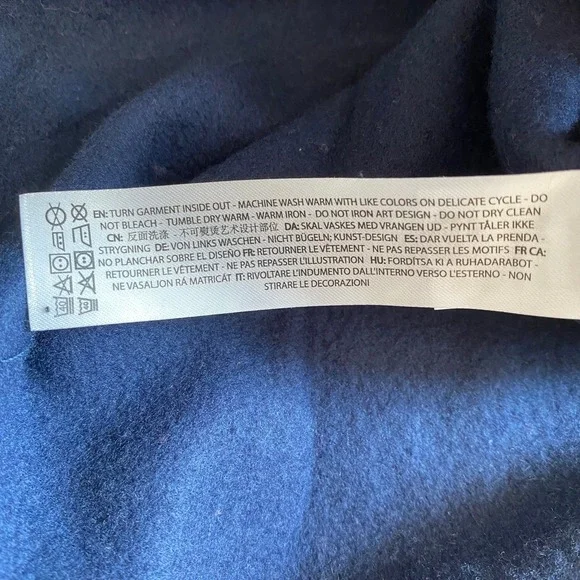 EN: TURN GARMENT INSIDE OUT - MACHINE WASH WARM WITH LIKE COLORS ON DELICATE CYCLE - DO
NOT BLEACH - TUMBLE DRY WARM - WARM IRON - DO NOT IRON ART DESIGN - DO NOT DRY CLEAN
CN: 反面洗涤 - 不可熨烫艺术设计部位 DA: SKAL VASKES MED VRANGEN UD - PYNT TÅLER IKKE
STRYGNING DE: VON LINKS WASCHEN - NICHT BÜGELN; KUNST-DESIGN ES: DAR VUELTA LA PRENDA -
NO PLANCHAR SOBRE EL DISEÑO FR: RETOURNER LE VÊTEMENT - NE PAS REPASSER LES MOTIFS FR CA:
RETOURNER LE VÊTEMENT - NE PAS REPASSER L'ILLUSTRATION HU: FORDÍTSA KI A RUHADARABOT -
NE VASALJON RÁ MATRICÁT IT: RIVOLTARE L'INDUMENTO DALL'INTERNO VERSO L'ESTERNO - NON
STIRARE LE DECORAZIONI